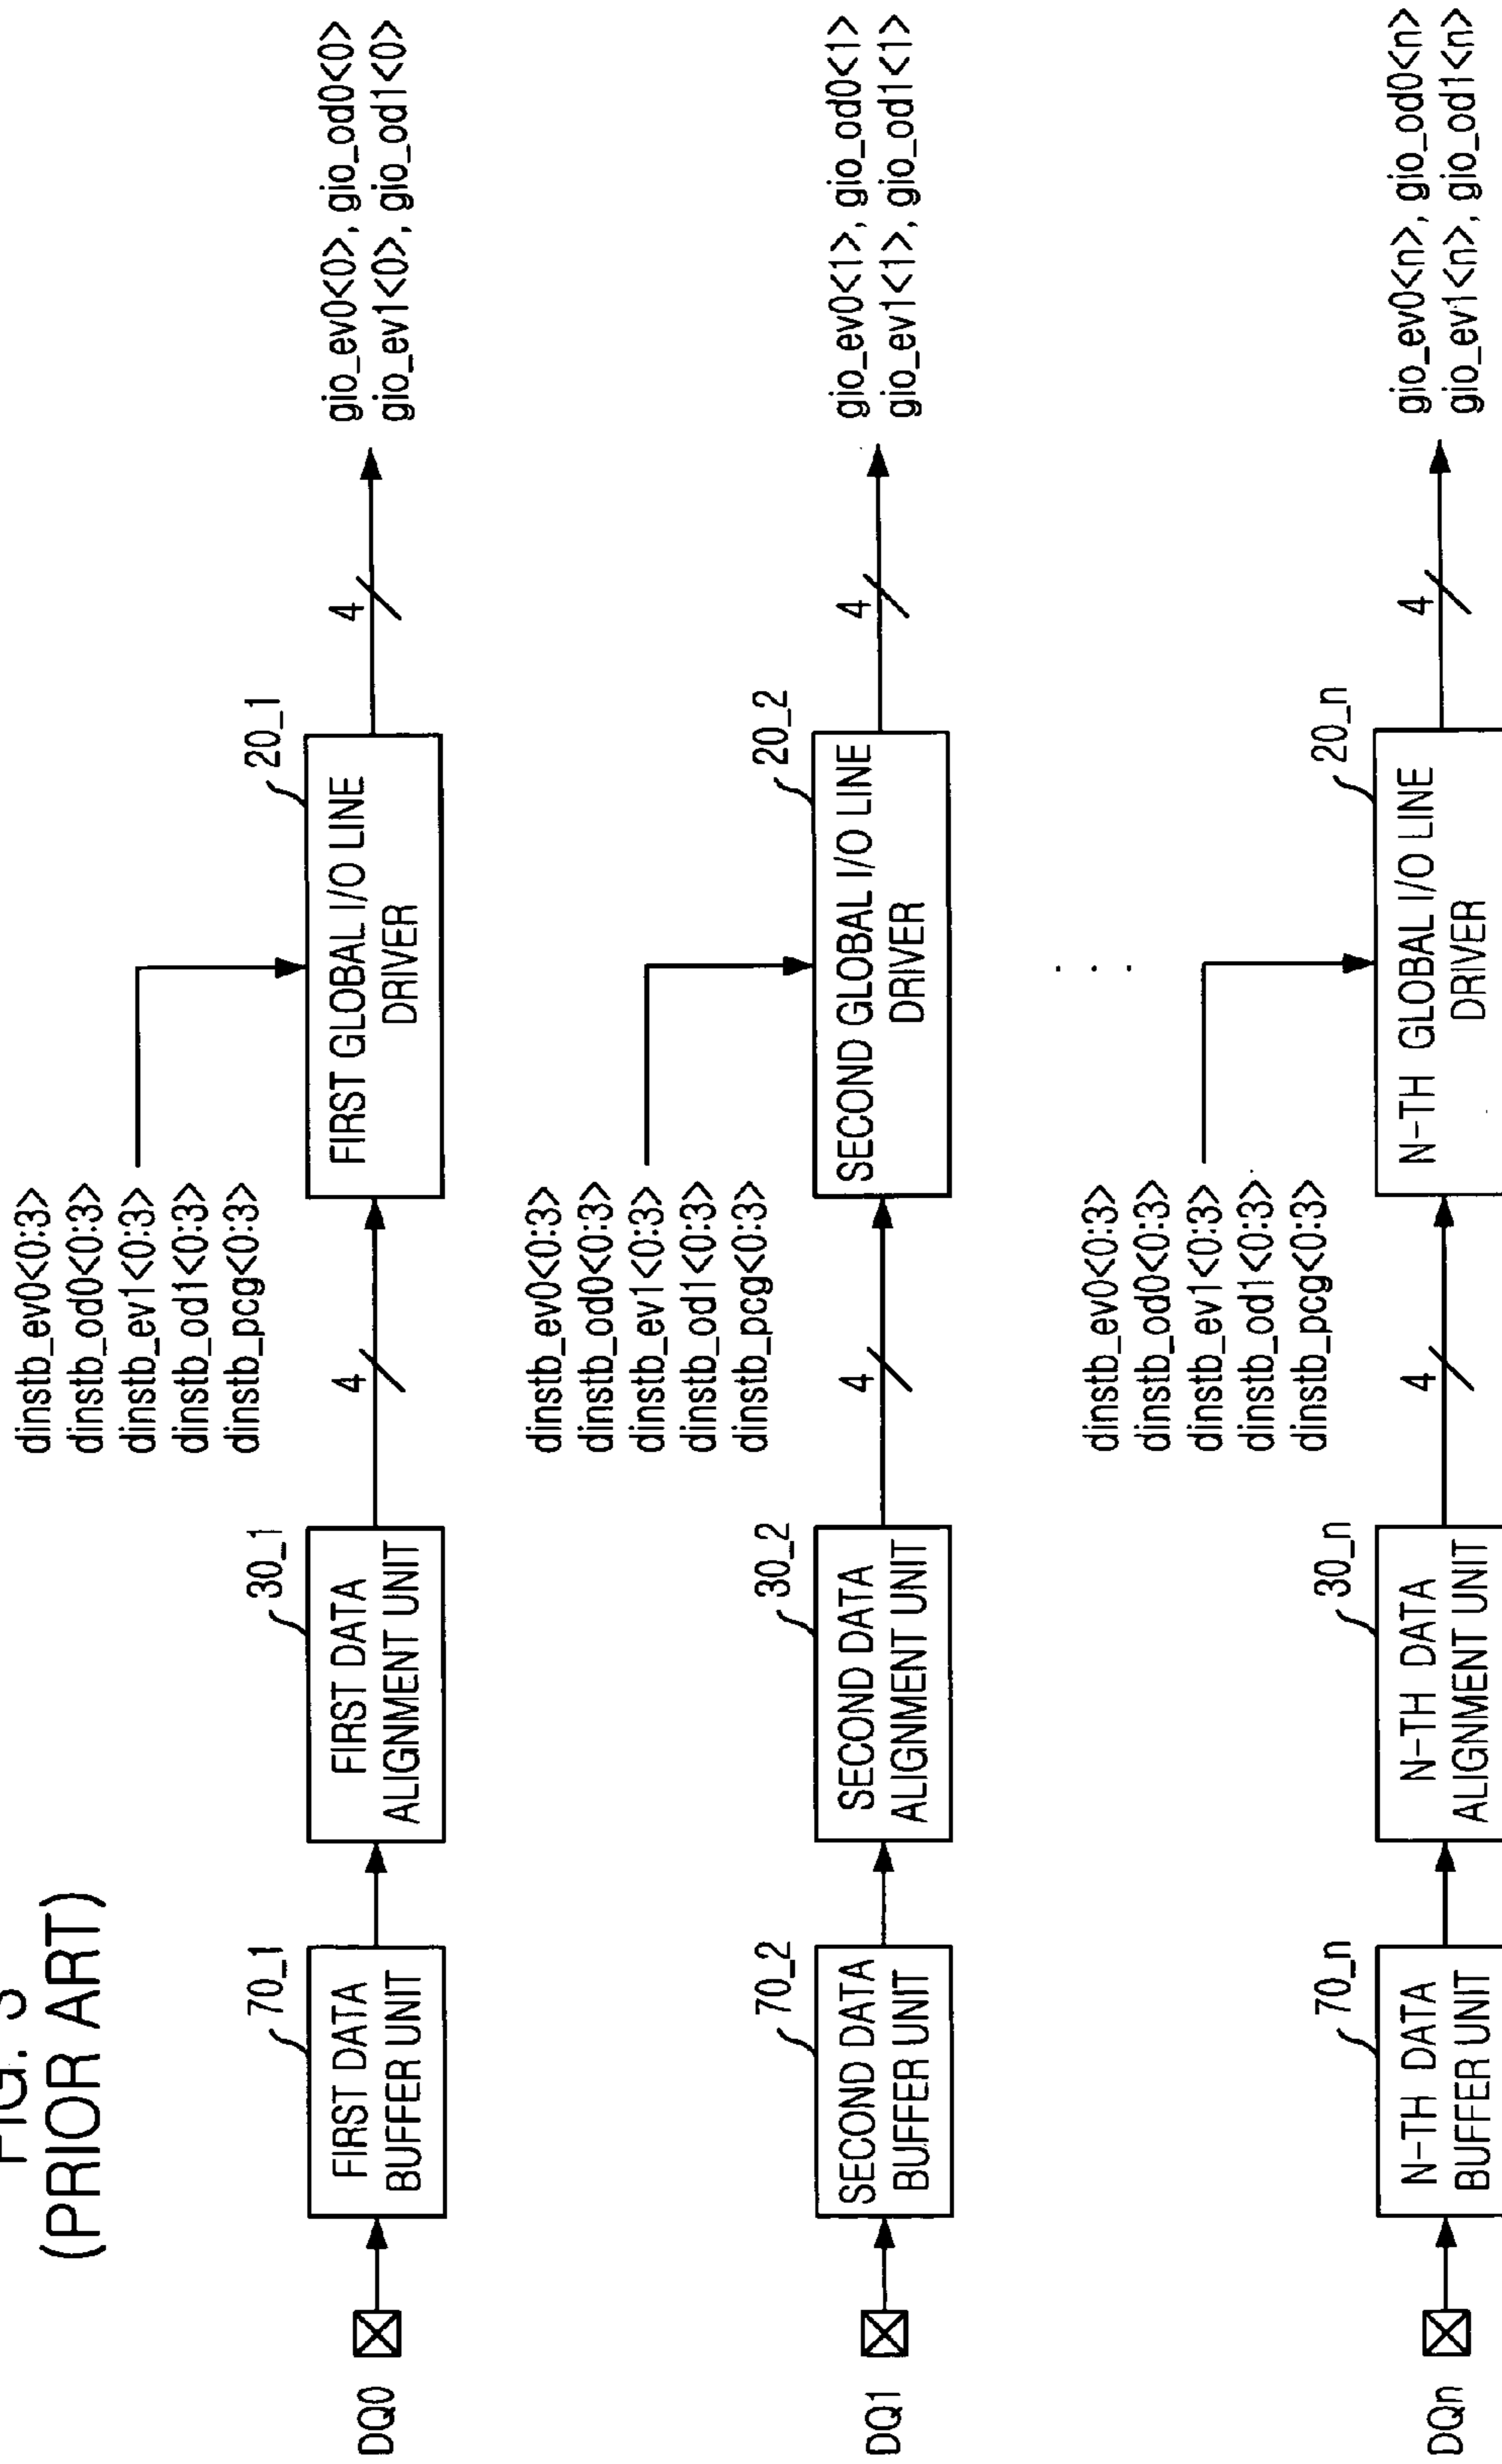 FIG. 3
(PRIOR ART)
dinstb_ev0<0:3>
dinstb_od0<0:3>
dinstb_ev1<0:3>
dinstb_od1<0:3>
dinstb_pcg<0:3>
DQ0
70_1
FIRST DATA
BUFFER UNIT
30_1
FIRST DATA
ALIGNMENT UNIT
4
20_1
FIRST GLOBAL I/O LINE
DRIVER
4
gio_ev0<0>, gio_od0<0>
gio_ev1<0>, gio_od1<0>
dinstb_ev0<0:3>
dinstb_od0<0:3>
dinstb_ev1<0:3>
dinstb_od1<0:3>
dinstb_pcg<0:3>
DQ1
70_2
SECOND DATA
BUFFER UNIT
30_2
SECOND DATA
ALIGNMENT UNIT
4
20_2
SECOND GLOBAL I/O LINE
DRIVER
4
gio_ev0<1>, gio_od0<1>
gio_ev1<1>, gio_od1<1>
. . .
dinstb_ev0<0:3>
dinstb_od0<0:3>
dinstb_ev1<0:3>
dinstb_od1<0:3>
dinstb_pcg<0:3>
DQn
70_n
N-TH DATA
BUFFER UNIT
30_n
N-TH DATA
ALIGNMENT UNIT
4
20_n
N-TH GLOBAL I/O LINE
DRIVER
4
gio_ev0<n>, gio_od0<n>
gio_ev1<n>, gio_od1<n>